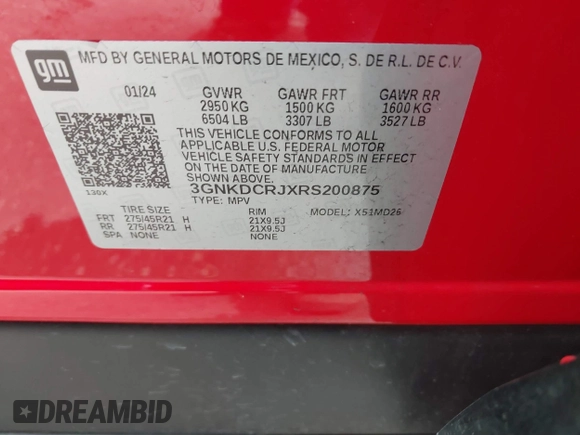 gm
MFD BY GENERAL MOTORS DE MEXICO, S. DE R.L. DE C.V.
01/24 GVWR GAWR FRT GAWR RR
2950 KG 1500 KG 1600 KG
6504 LB 3307 LB 3527 LB
THIS VEHICLE CONFORMS TO ALL
APPLICABLE U.S. FEDERAL MOTOR
VEHICLE SAFETY STANDARDS IN EFFECT
ON THE DATE OF MANUFACTURE
SHOWN ABOVE.
3GNKDCRJXRS200875
130X
TYPE: MPV
TIRE SIZE RIM MODEL: X51MD26
FRT 275/45R21 H 21X9.5J
RR 275/45R21 H 21X9.5J
SPA NONE NONE
DREAMBID